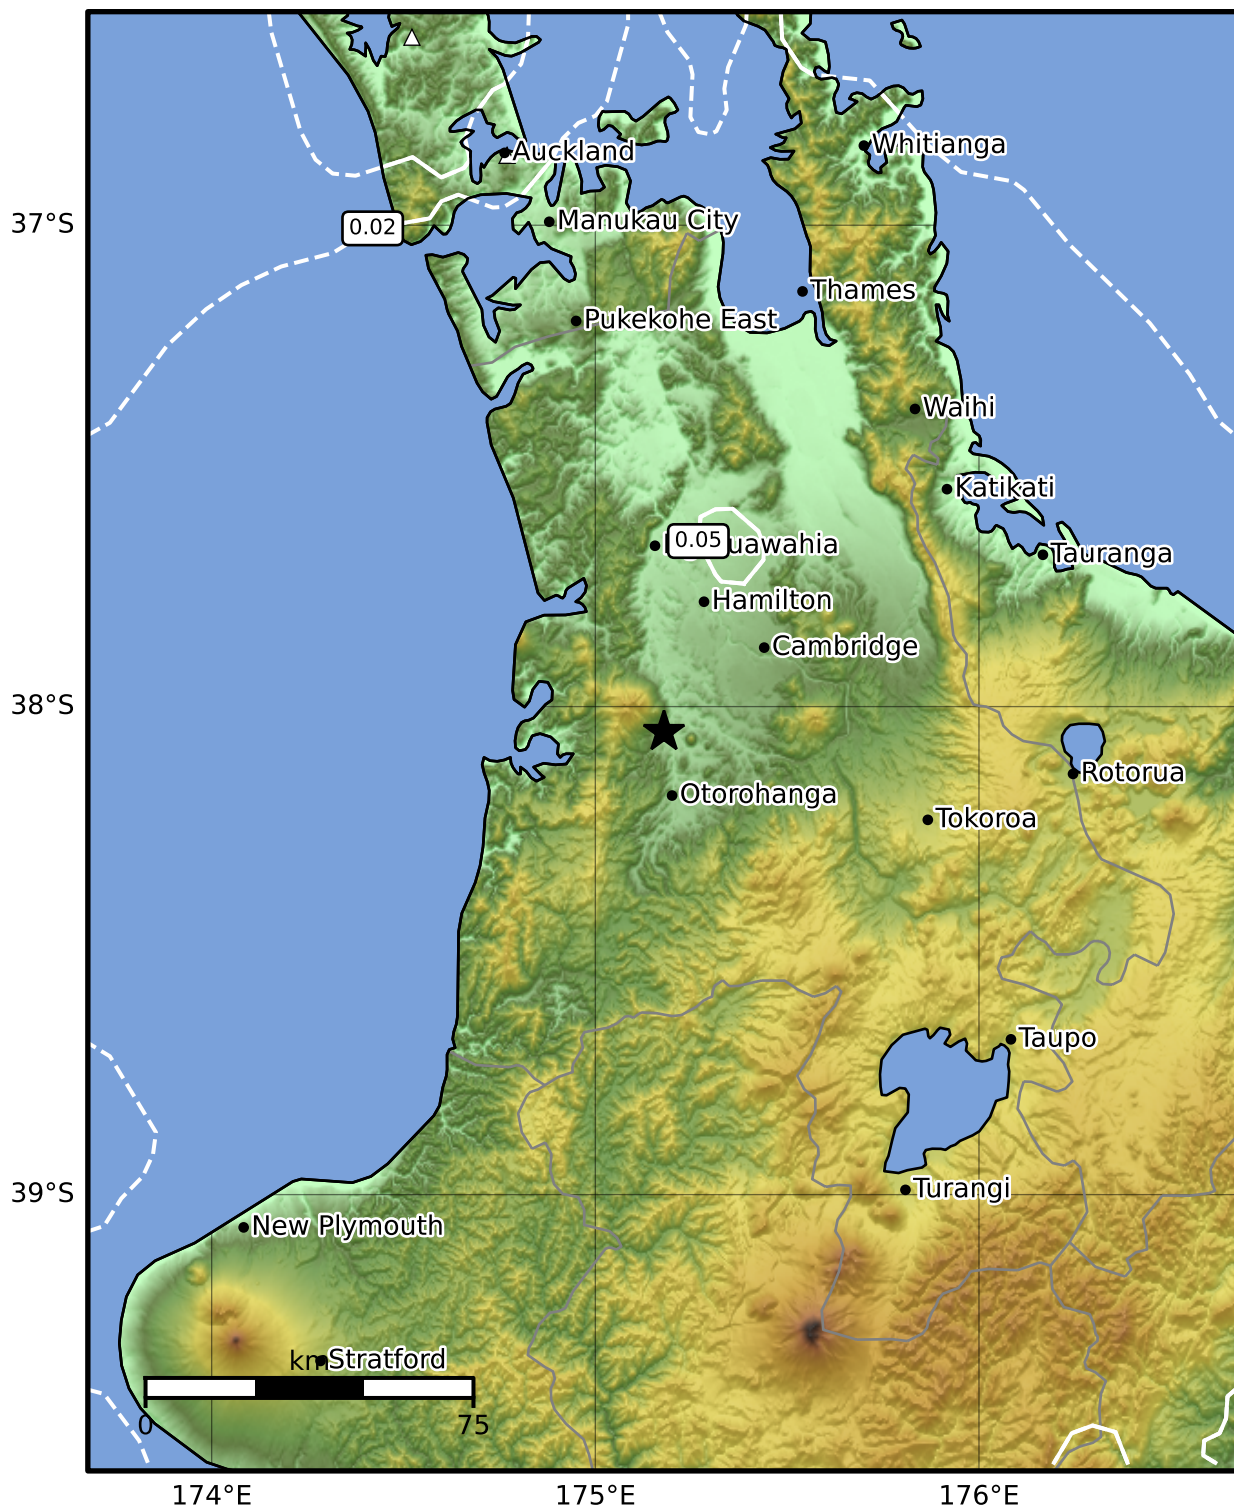 Auckland
Whitianga
37°S
0.02
Manukau City
Thames
Pukekohe East
Waihi
Katikati
0.05
uawahia
Tauranga
Hamilton
Cambridge
38°S
Rotorua
Otorohanga
Tokoroa
Taupo
39°S
Turangi
New Plymouth
km
Stratford
0
75
174°E
175°E
176°E